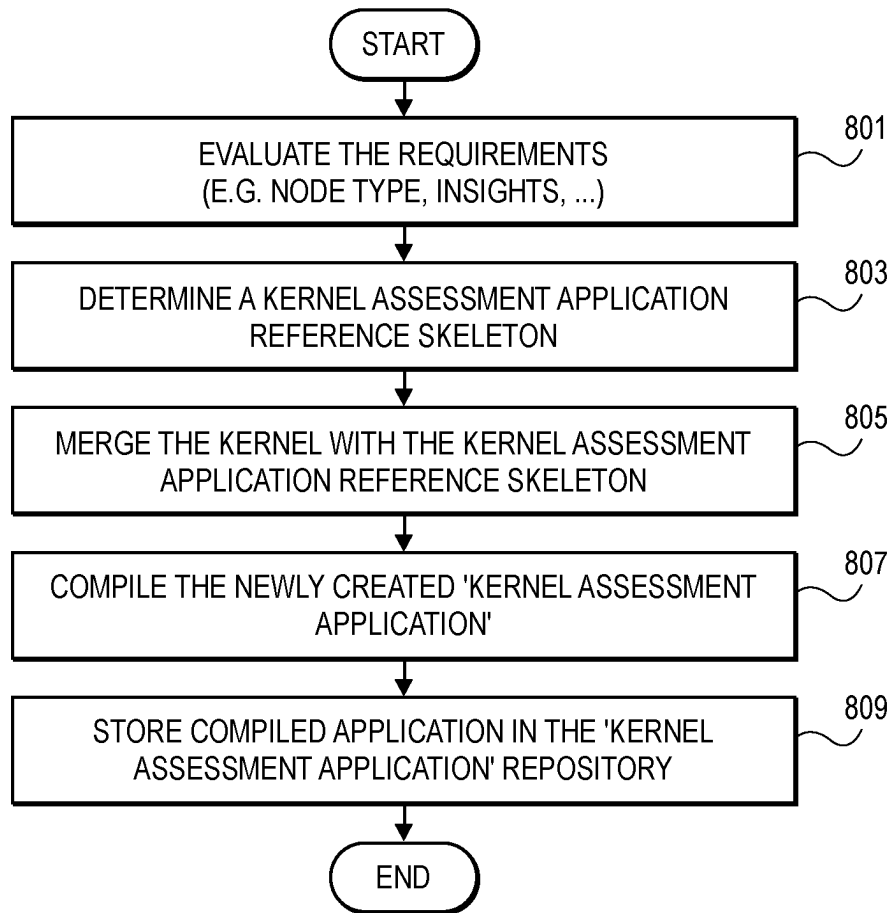 START
801
EVALUATE THE REQUIREMENTS
(E.G. NODE TYPE, INSIGHTS, ...)
803
DETERMINE A KERNEL ASSESSMENT APPLICATION
REFERENCE SKELETON
805
MERGE THE KERNEL WITH THE KERNEL ASSESSMENT
APPLICATION REFERENCE SKELETON
807
COMPILE THE NEWLY CREATED 'KERNEL ASSESSMENT
APPLICATION'
809
STORE COMPILED APPLICATION IN THE 'KERNEL
ASSESSMENT APPLICATION' REPOSITORY
END